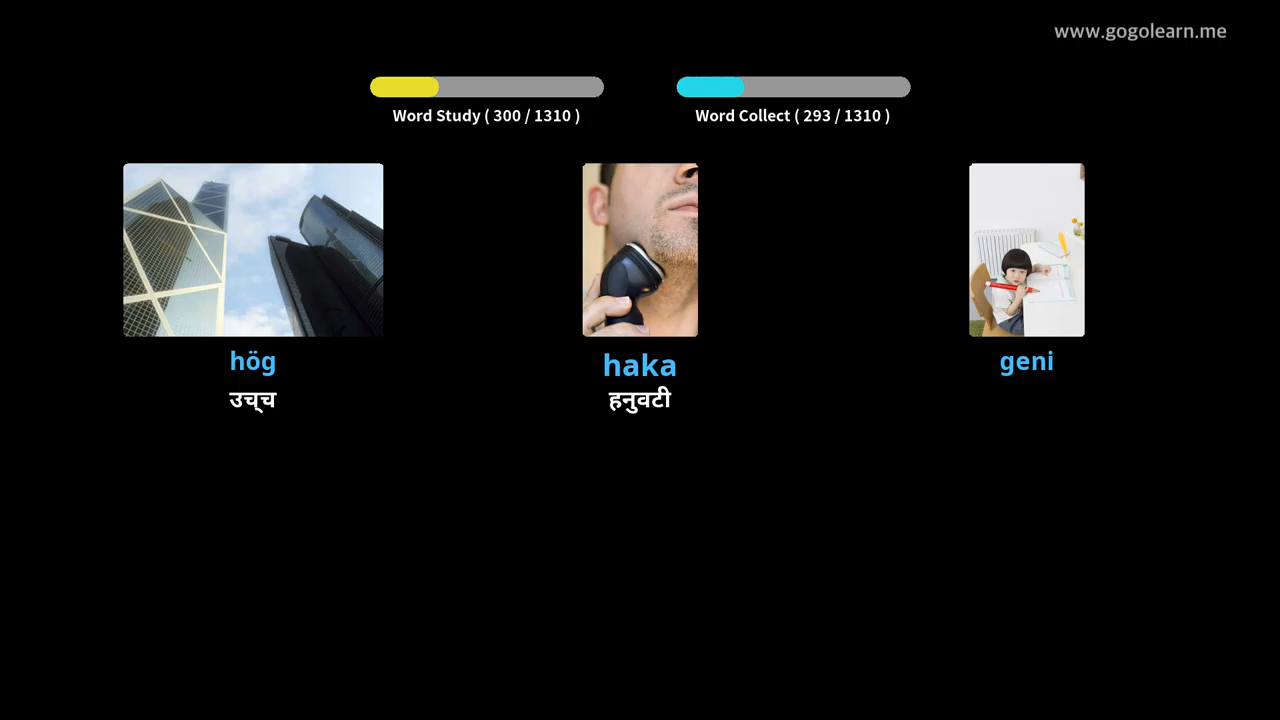 www.gogolearn.me
Word Study ( 300 / 1310 )
Word Collect ( 293 / 1310 )
hög
haka
geni
उच्च
हनुवटी